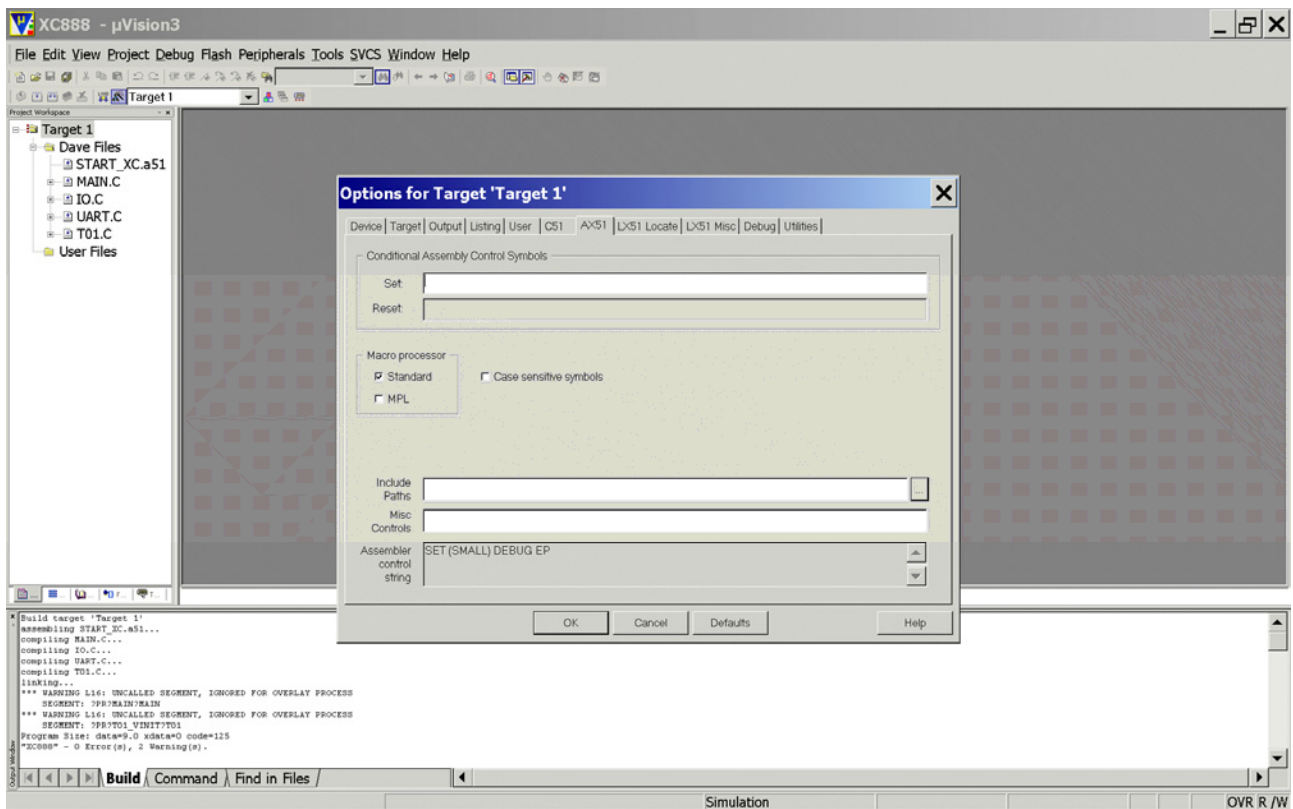 XC888 - µVision3
File Edit View Project Debug Flash Peripherals Tools SVCS Window Help
Target 1
Project Workspace
Target 1
Dave Files
START_XC.a51
MAIN.C
IO.C
UART.C
T01.C
User Files
Options for Target 'Target 1'
Device Target Output Listing User C51 AX51 LX51 Locate LX51 Misc Debug Utilities
Conditional Assembly Control Symbols
Set:
Reset:
Macro processor
Standard
Case sensitive symbols
MPL
Include
Paths
...
Misc
Controls
Assembler
control
string
SET (SMALL) DEBUG EP
OK Cancel Defaults Help
Build target 'Target 1'
assembling START_XC.a51...
compiling MAIN.C...
compiling IO.C...
compiling UART.C...
compiling T01.C...
linking...
*** WARNING L16: UNCALLED SEGMENT, IGNORED FOR OVERLAY PROCESS
SEGMENT: ?PR?MAIN?MAIN
*** WARNING L16: UNCALLED SEGMENT, IGNORED FOR OVERLAY PROCESS
SEGMENT: ?PR?T01_VINIT?T01
Program Size: data=9.0 xdata=0 code=125
"XC888" - 0 Error(s), 2 Warning(s).
Output Window
Build Command Find in Files
Simulation
OVR R /W